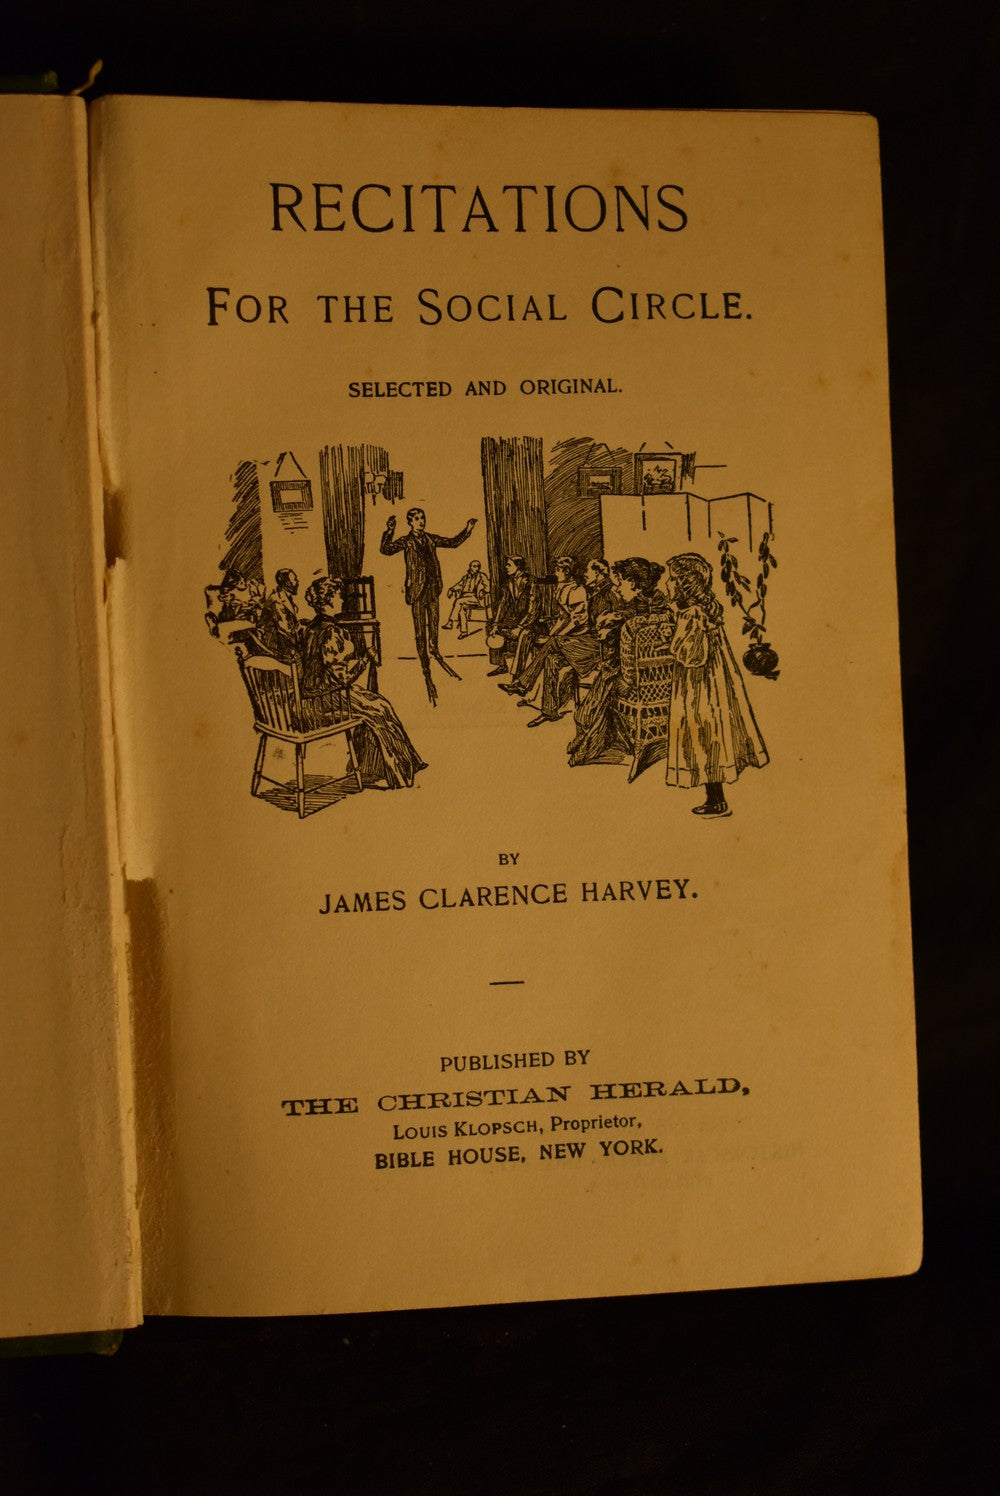 RECITATIONS
FOR THE SOCIAL CIRCLE.
SELECTED AND ORIGINAL.
BY
JAMES CLARENCE HARVEY.
PUBLISHED BY
THE CHRISTIAN HERALD,
LOUIS KLOPSCH, Proprietor,
BIBLE HOUSE, NEW YORK.